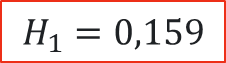 H₁ = 0,159